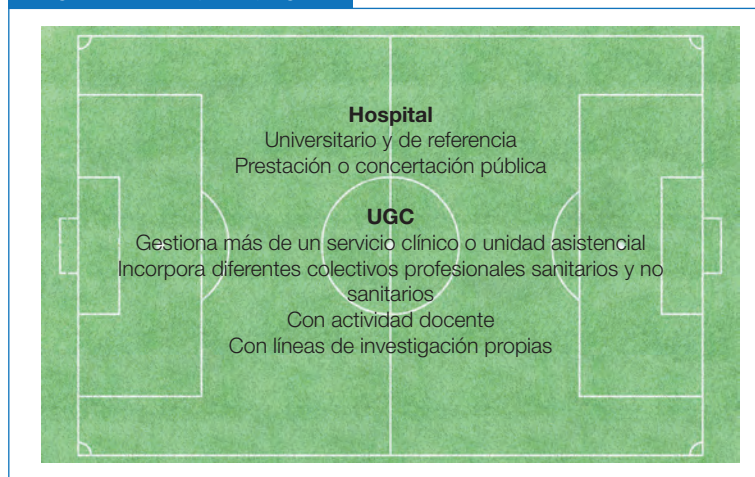 Hospital
Universitario y de referencia
Prestación o concertación pública
UGC
Gestiona más de un servicio clínico o unidad asistencial
Incorpora diferentes colectivos profesionales sanitarios y no
sanitarios
Con actividad docente
Con líneas de investigación propias